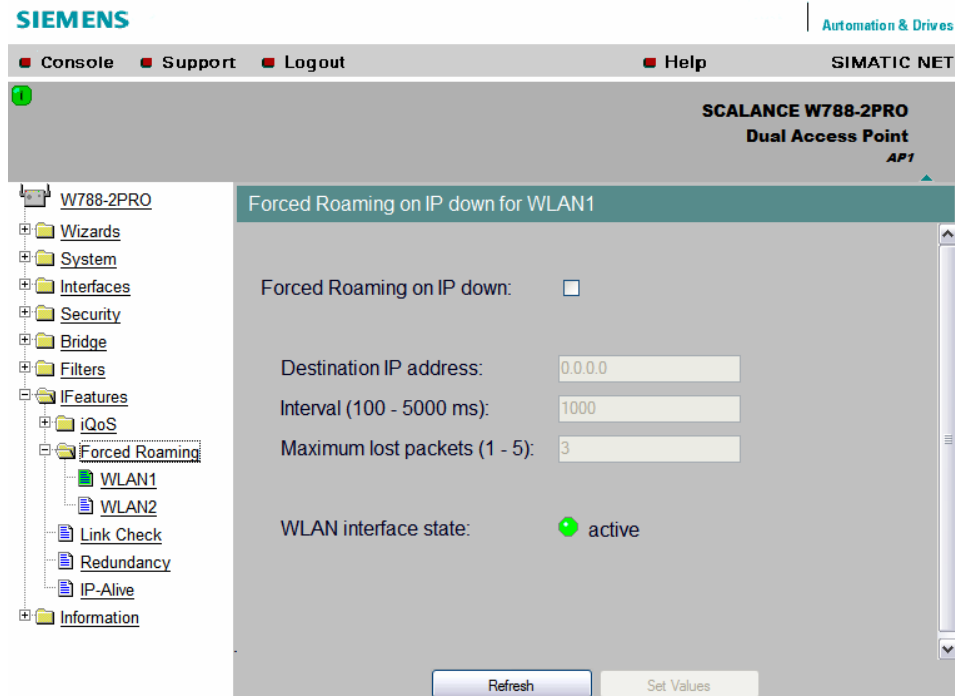 SIEMENS
Automation & Drives
Console Support Logout Help SIMATIC NET
i
SCALANCE W788-2PRO
Dual Access Point
AP1
W788-2PRO
Wizards
System
Interfaces
Security
Bridge
Filters
IFeatures
iQoS
Forced Roaming
WLAN1
WLAN2
Link Check
Redundancy
IP-Alive
Information
Forced Roaming on IP down for WLAN1
Forced Roaming on IP down:
Destination IP address: 0.0.0.0
Interval (100 - 5000 ms): 1000
Maximum lost packets (1 - 5): 3
WLAN interface state: active
Refresh Set Values